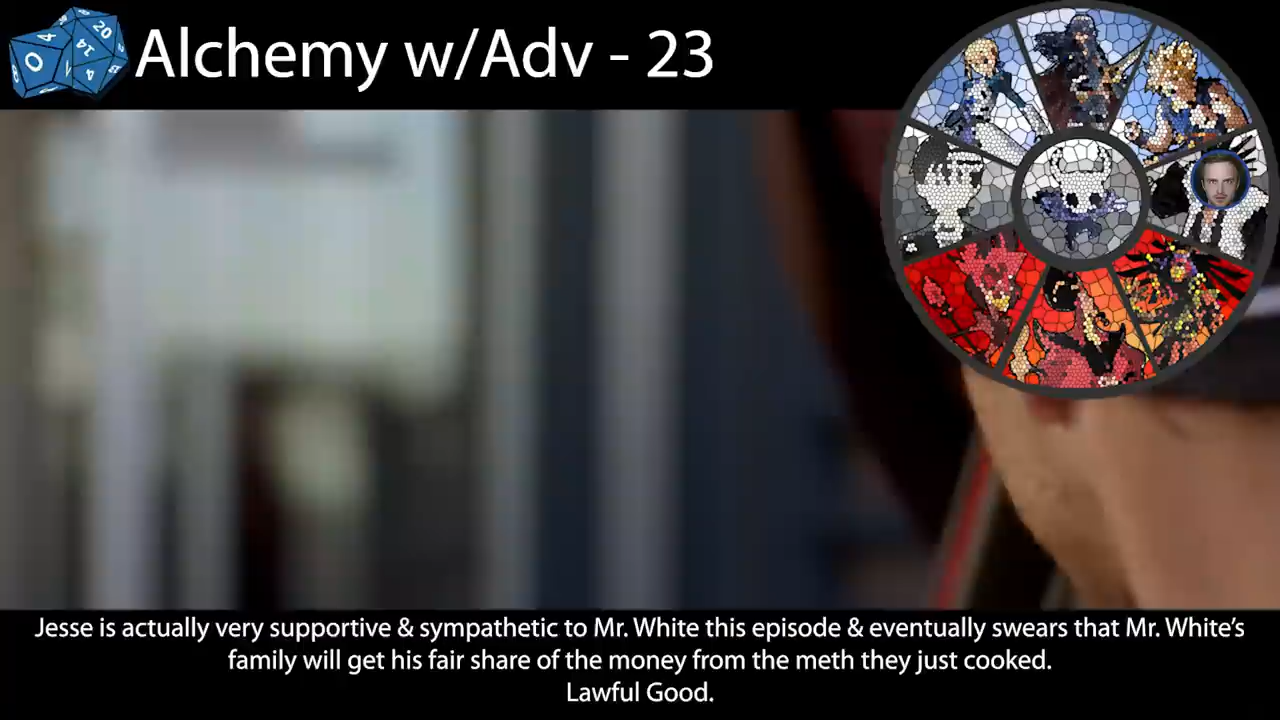 Alchemy w/Adv - 23
Jesse is actually very supportive & sympathetic to Mr. White this episode & eventually swears that Mr. White's
family will get his fair share of the money from the meth they just cooked.
Lawful Good.